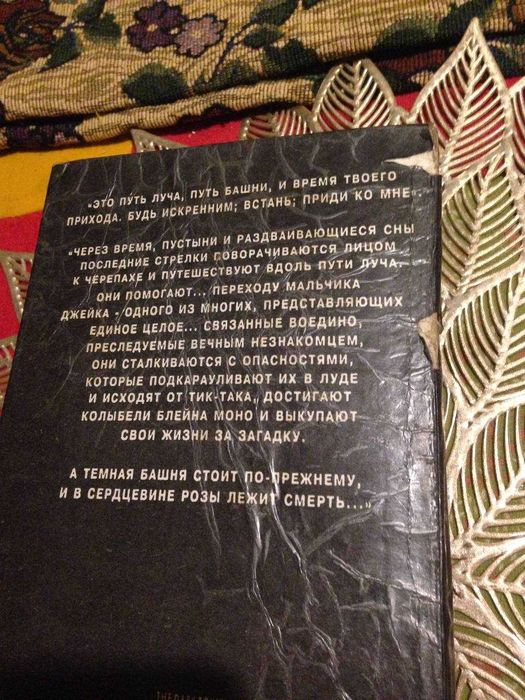 "ЭТО ПУТЬ ЛУЧА, ПУТЬ БАШНИ, И ВРЕМЯ ТВОЕГО
ПРИХОДА. БУДЬ ИСКРЕННИМ; ВСТАНЬ; ПРИДИ КО МНЕ"
"ЧЕРЕЗ ВРЕМЯ, ПУСТЫНИ И РАЗДВАИВАЮЩИЕСЯ СНЫ
ПОСЛЕДНИЕ СТРЕЛКИ ПОВОРАЧИВАЮТСЯ ЛИЦОМ
К ЧЕРЕПАХЕ И ПУТЕШЕСТВУЮТ ВДОЛЬ ПУТИ ЛУЧА.
ОНИ ПОМОГАЮТ... ПЕРЕХОДУ МАЛЬЧИКА
ДЖЕЙКА - ОДНОГО ИЗ МНОГИХ, ПРЕДСТАВЛЯЮЩИХ
ЕДИНОЕ ЦЕЛОЕ... СВЯЗАННЫЕ ВОЕДИНО,
ПРЕСЛЕДУЕМЫЕ ВЕЧНЫМ НЕЗНАКОМЦЕМ,
ОНИ СТАЛКИВАЮТСЯ С ОПАСНОСТЯМИ,
КОТОРЫЕ ПОДКАРАУЛИВАЮТ ИХ В ЛУДЕ
И ИСХОДЯТ ОТ ТИК-ТАКА, ДОСТИГАЮТ
КОЛЫБЕЛИ БЛЕЙНА МОНО И ВЫКУПАЮТ
СВОИ ЖИЗНИ ЗА ЗАГАДКУ.
А ТЕМНАЯ БАШНЯ СТОИТ ПО-ПРЕЖНЕМУ,
И В СЕРДЦЕВИНЕ РОЗЫ ЛЕЖИТ СМЕРТЬ..."